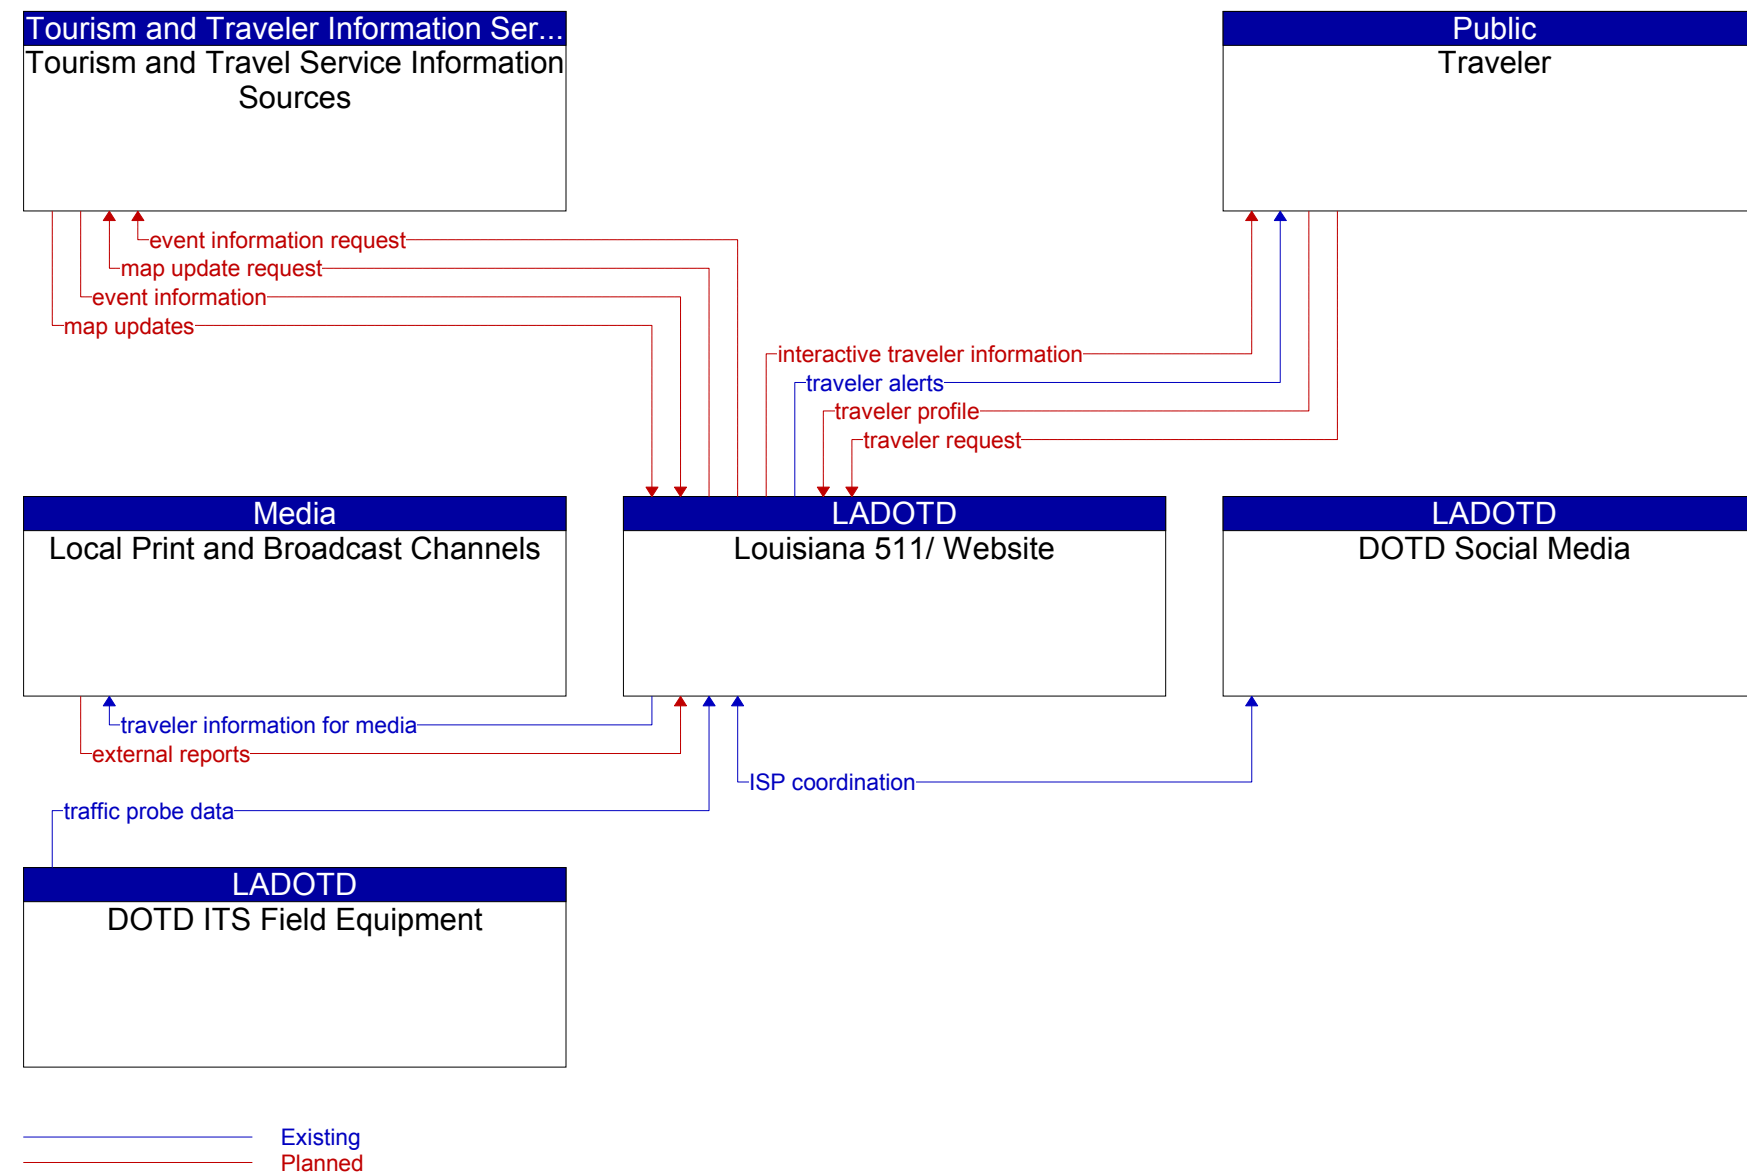 Tourism and Traveler Information Ser...
Tourism and Travel Service Information
Sources
Public
Traveler
event information request
map update request
event information
map updates
interactive traveler information
traveler alerts
traveler profile
traveler request
Media
Local Print and Broadcast Channels
LADOTD
Louisiana 511/ Website
LADOTD
DOTD Social Media
traveler information for media
external reports
ISP coordination
traffic probe data
LADOTD
DOTD ITS Field Equipment
Existing
Planned